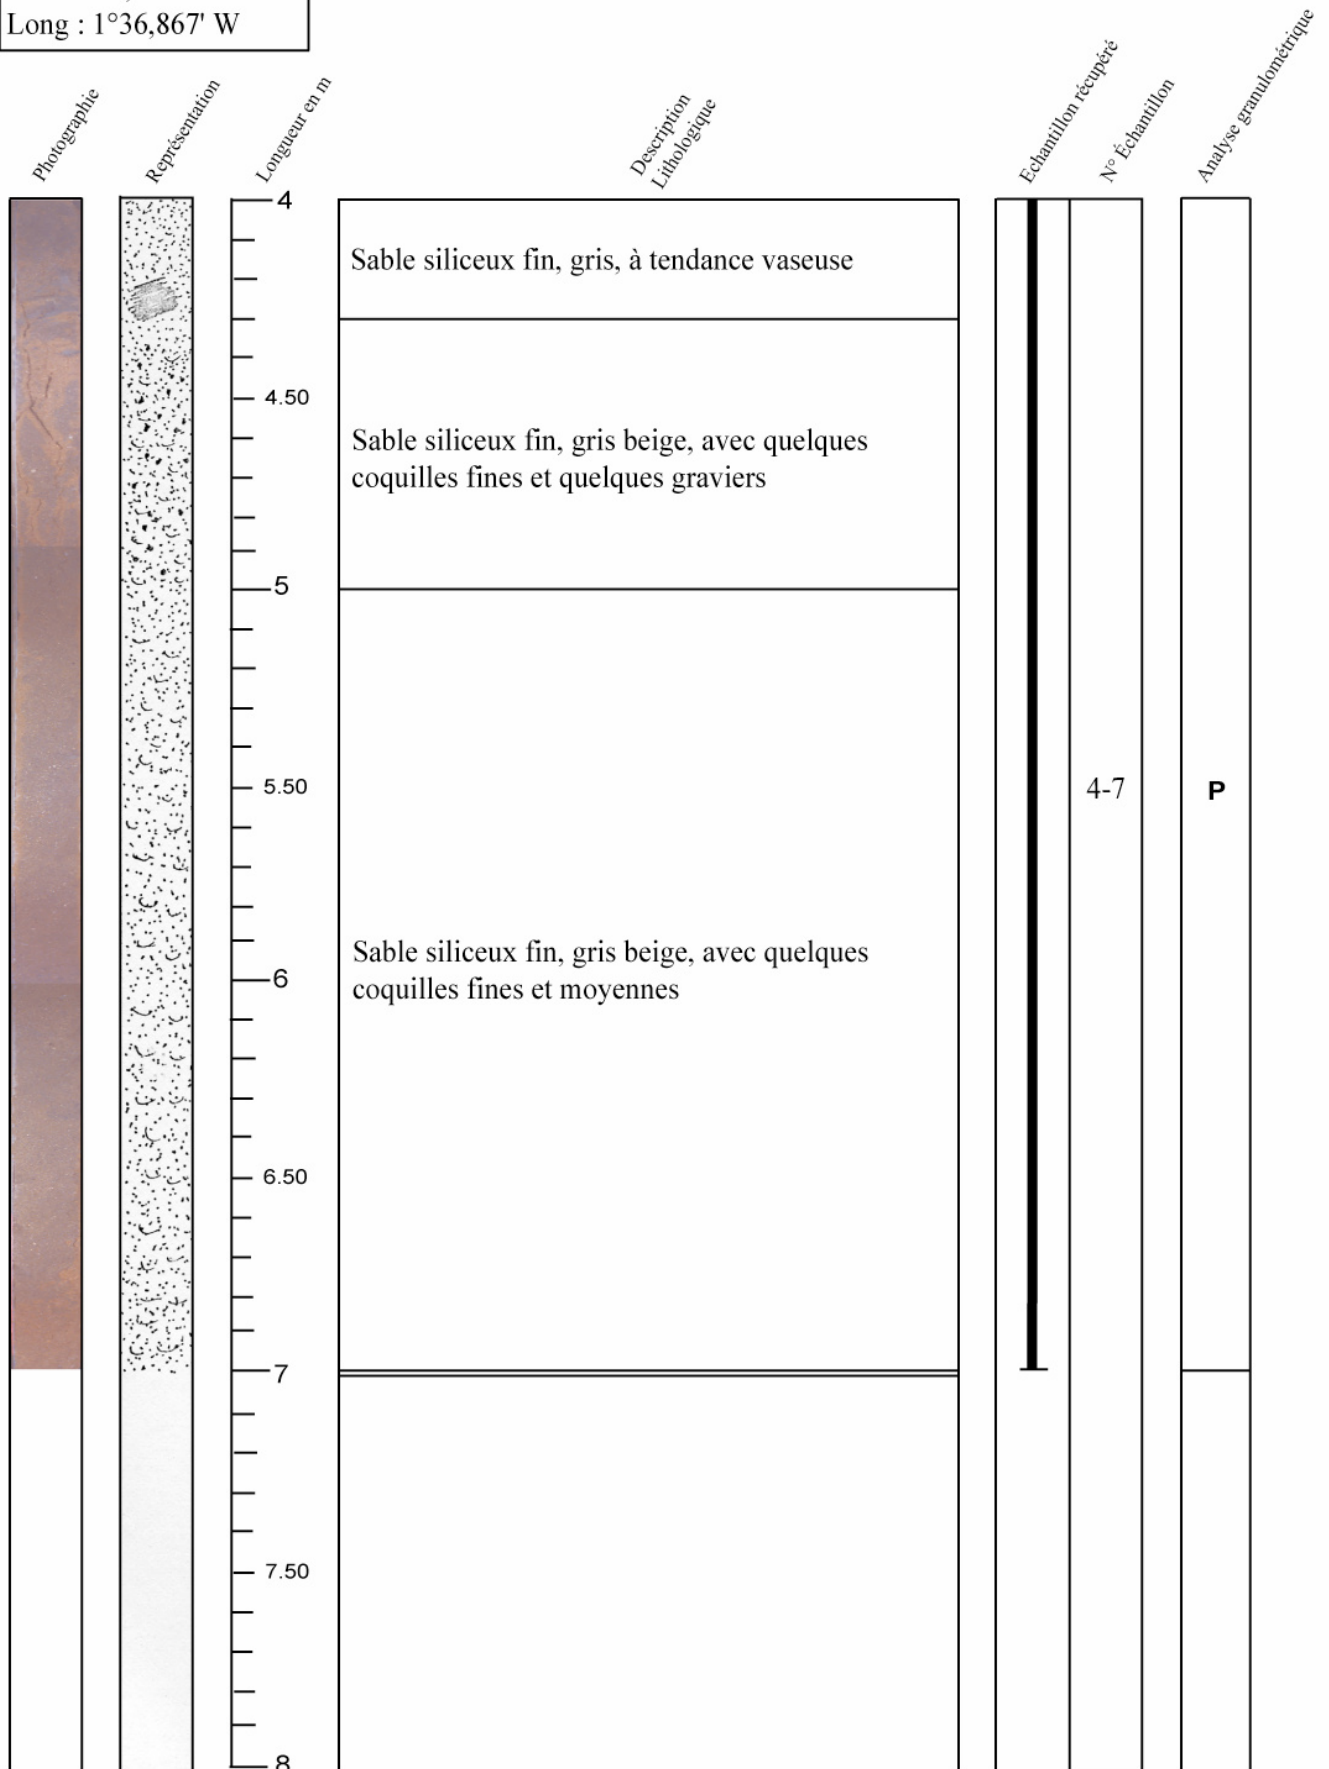 Long : 1°36,867' W
Photographie
Représentation
Longueur en m
Description
Lithologique
Echantillon récupéré
N° Échantillon
Analyse granulométrique
4
Sable siliceux fin, gris, à tendance vaseuse
4.50
Sable siliceux fin, gris beige, avec quelques
coquilles fines et quelques graviers
5
5.50
4-7
P
Sable siliceux fin, gris beige, avec quelques
coquilles fines et moyennes
6
6.50
7
7.50
8